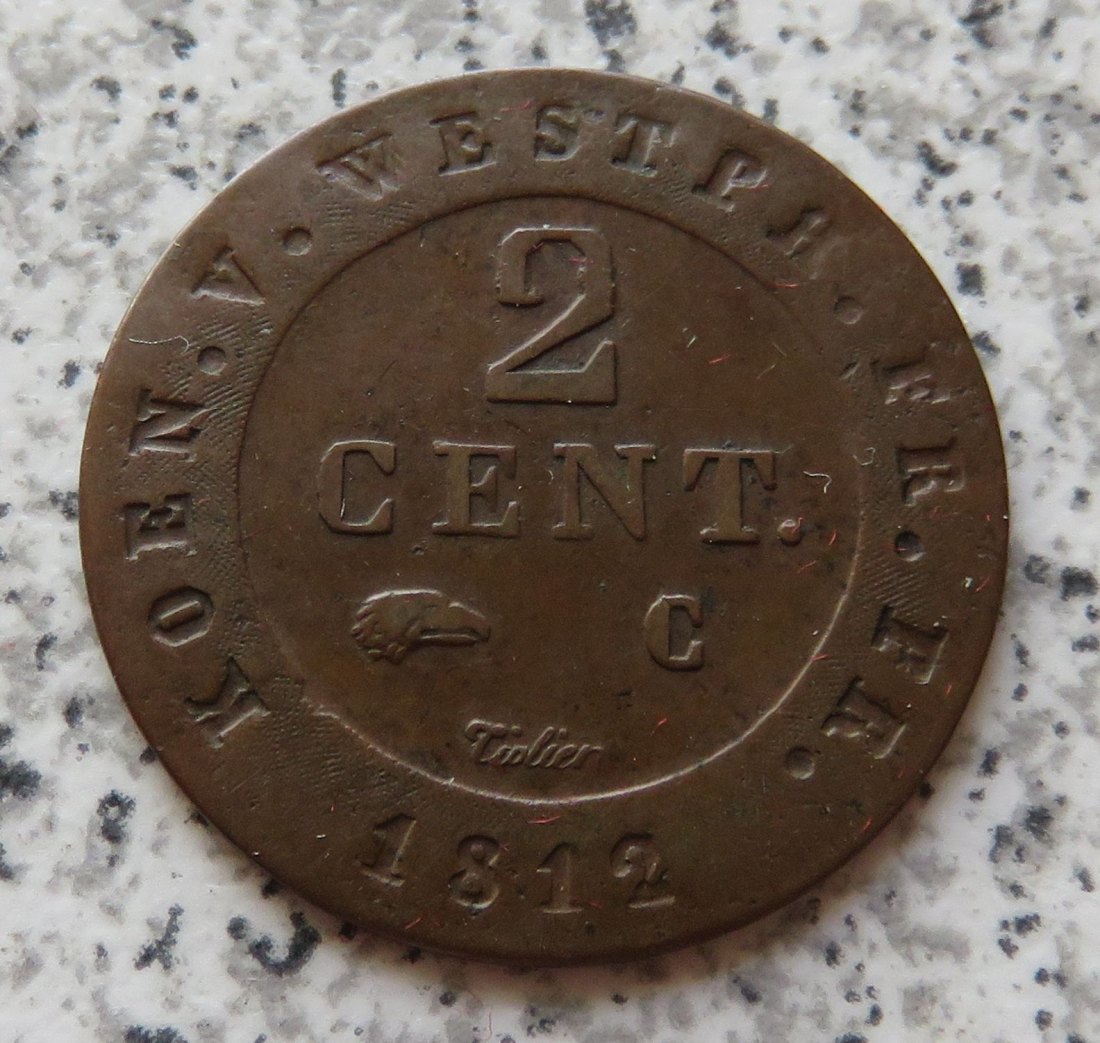 KOEN · V · WESTPH · FR · PR ·
2
CENT.
C
Tiolier
1812